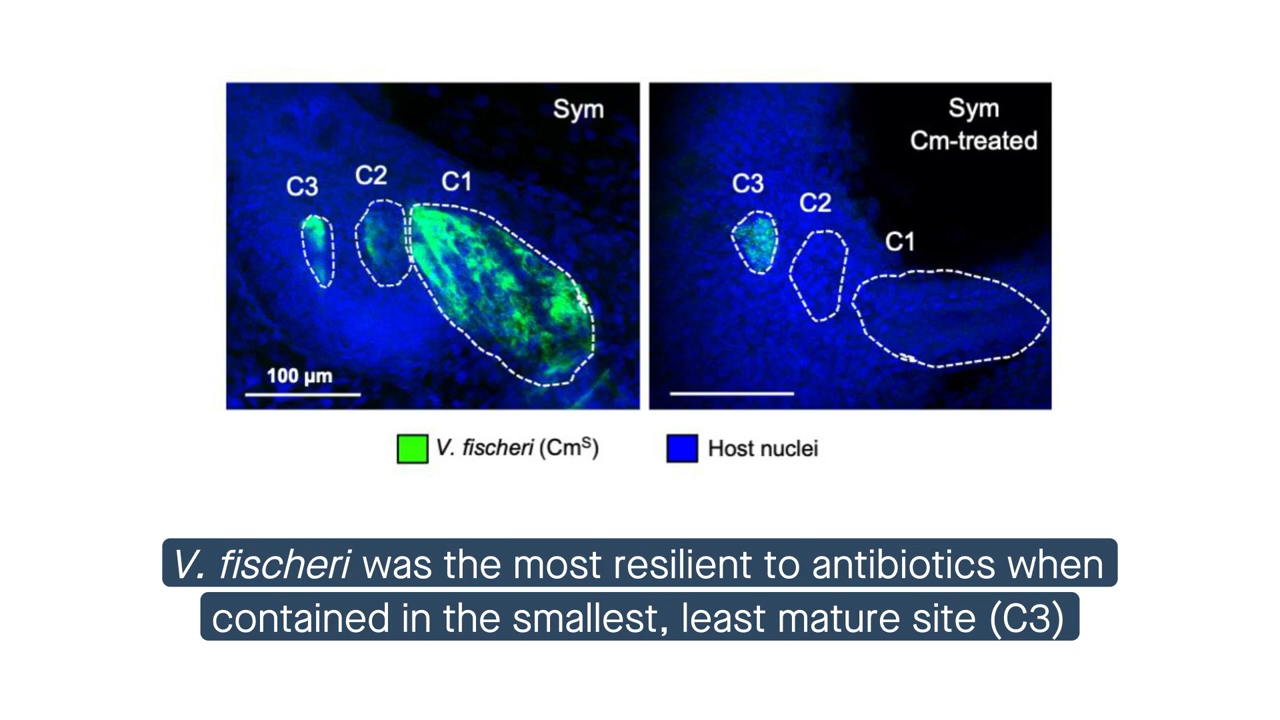 Sym
C3
C2
C1
100 µm
Sym
Cm-treated
C3
C2
C1
V. fischeri (Cmˢ)
Host nuclei
V. fischeri was the most resilient to antibiotics when
contained in the smallest, least mature site (C3)